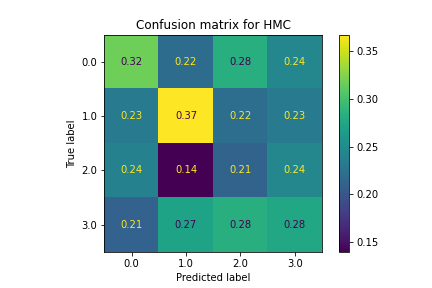 Confusion matrix for HMC
True label
0.0 0.32 0.22 0.28 0.24
1.0 0.23 0.37 0.22 0.23
2.0 0.24 0.14 0.21 0.24
3.0 0.21 0.27 0.28 0.28
0.0 1.0 2.0 3.0
Predicted label
0.35
0.30
0.25
0.20
0.15